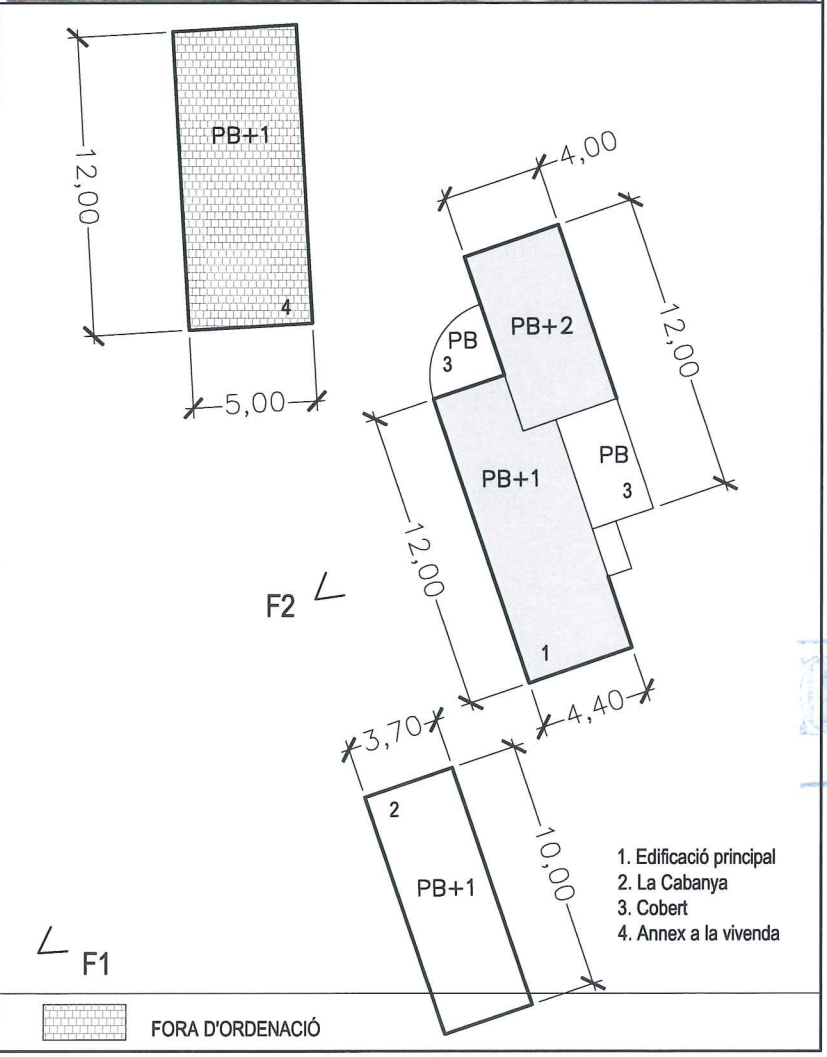 PB+1
12,00
4
5,00
4,00
PB+2
12,00
PB
3
PB+1
PB
3
12,00
F2
1
4,40
3,70
2
10,00
PB+1
1. Edificació principal
2. La Cabanya
3. Cobert
4. Annex a la vivenda
F1
FORA D'ORDENACIÓ